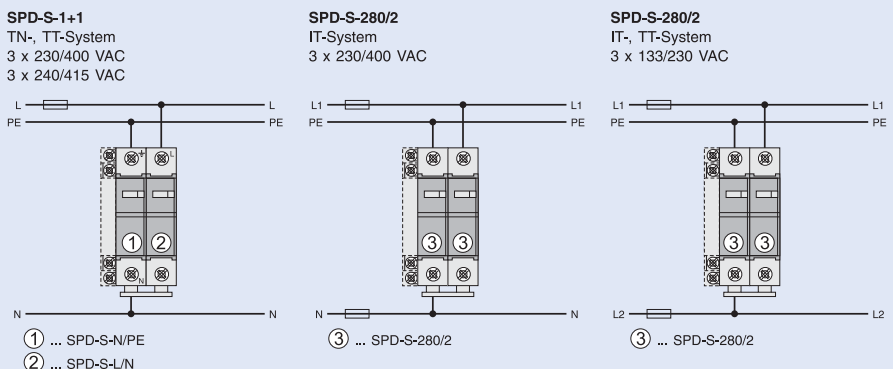 SPD-S-1+1
TN-, TT-System
3 x 230/400 VAC
3 x 240/415 VAC
L L
PE PE
L
1 2
N
N N
① ... SPD-S-N/PE
② ... SPD-S-L/N
SPD-S-280/2
IT-System
3 x 230/400 VAC
L1 L1
PE PE
3 3
N N
③ ... SPD-S-280/2
SPD-S-280/2
IT-, TT-System
3 x 133/230 VAC
L1 L1
PE PE
3 3
L2 L2
③ ... SPD-S-280/2